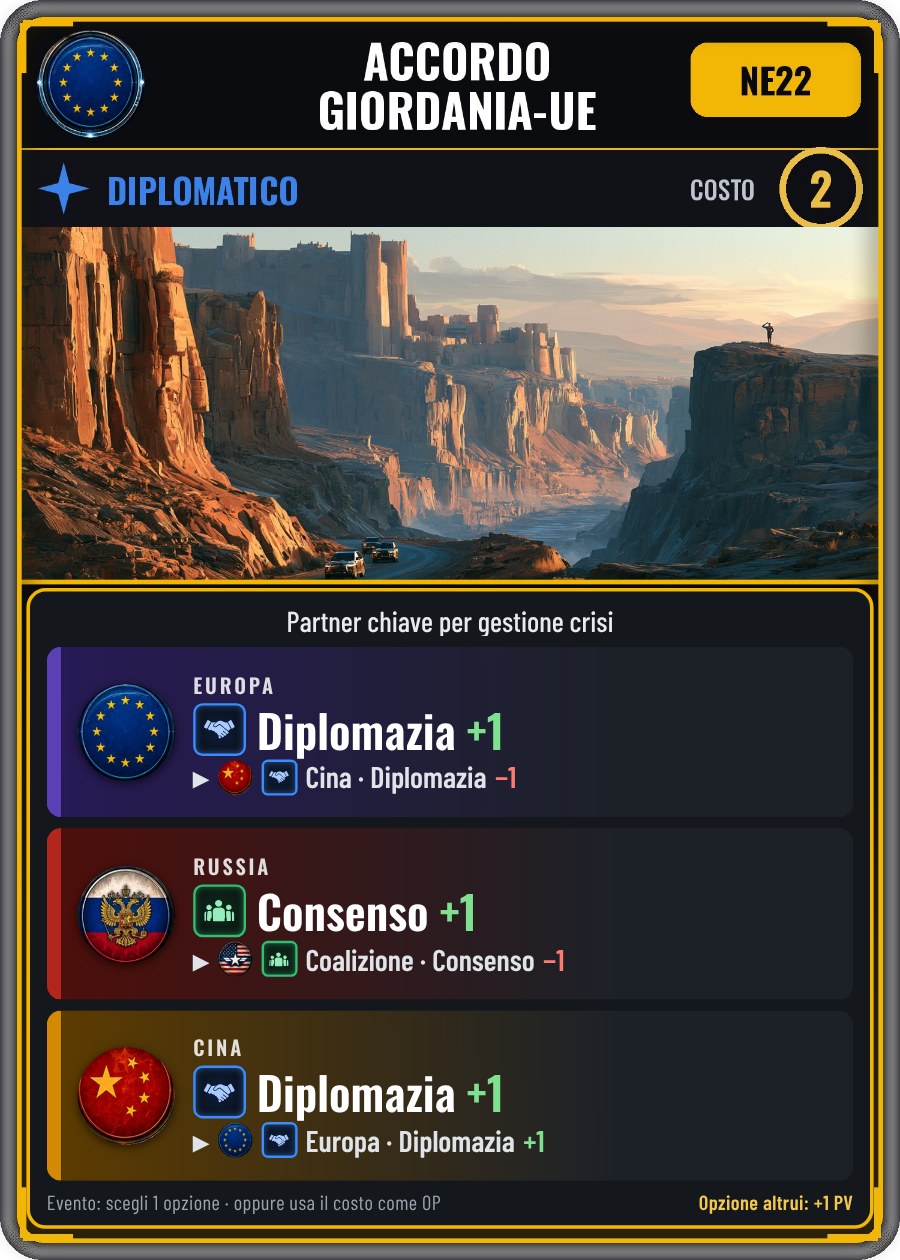 ACCORDO
GIORDANIA-UE
NE22
DIPLOMATICO
COSTO
2
Partner chiave per gestione crisi
EUROPA
Diplomazia +1
▶ Cina · Diplomazia −1
RUSSIA
Consenso +1
▶ Coalizione · Consenso −1
CINA
Diplomazia +1
▶ Europa · Diplomazia +1
Evento: scegli 1 opzione · oppure usa il costo come OP
Opzione altrui: +1 PV